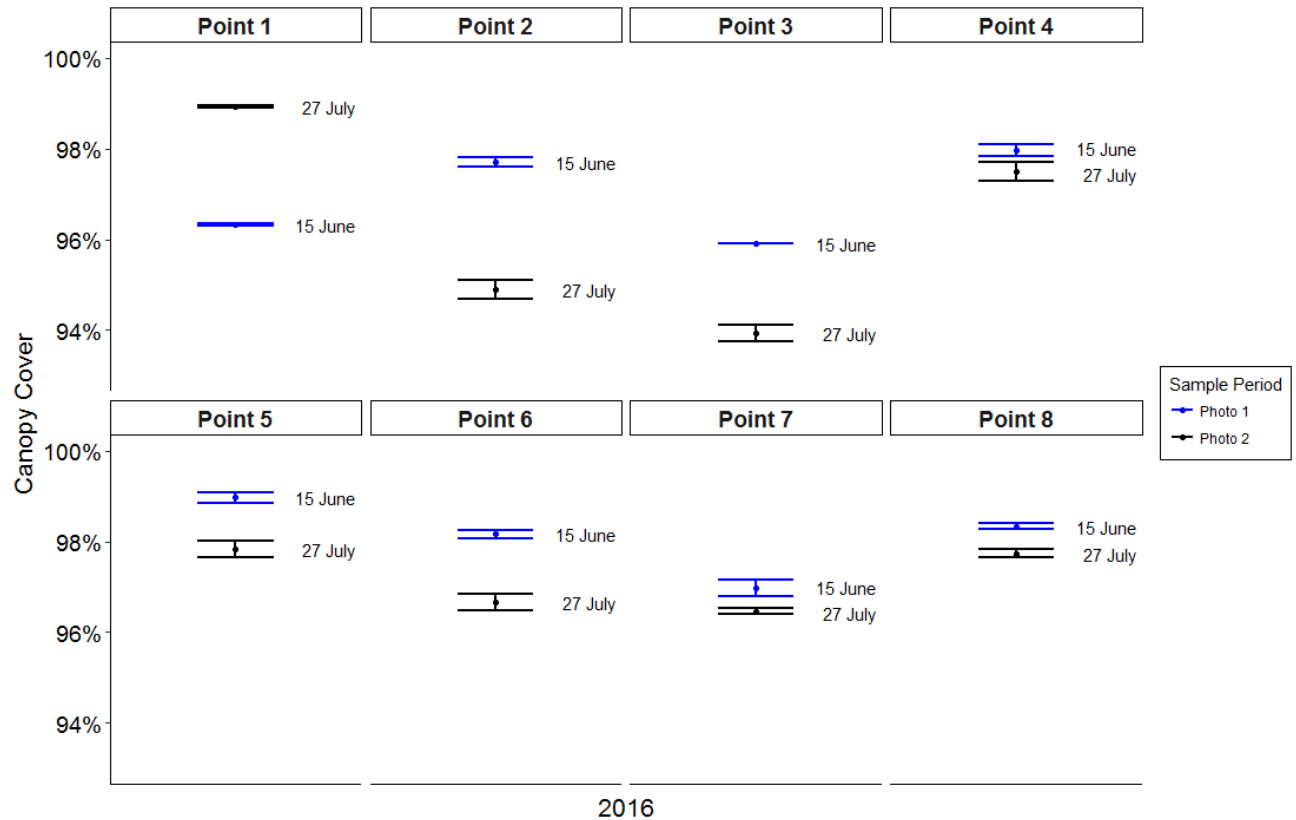 Point 1 Point 2 Point 3 Point 4
100%
27 July
98%
15 June
15 June
15 June
27 July
96%
15 June
15 June
27 July
94%
27 July
Canopy Cover
Sample Period
Photo 1
Photo 2
Point 5 Point 6 Point 7 Point 8
100%
15 June
98%
27 July
15 June
15 June
27 July
96%
27 July
15 June
27 July
94%
2016